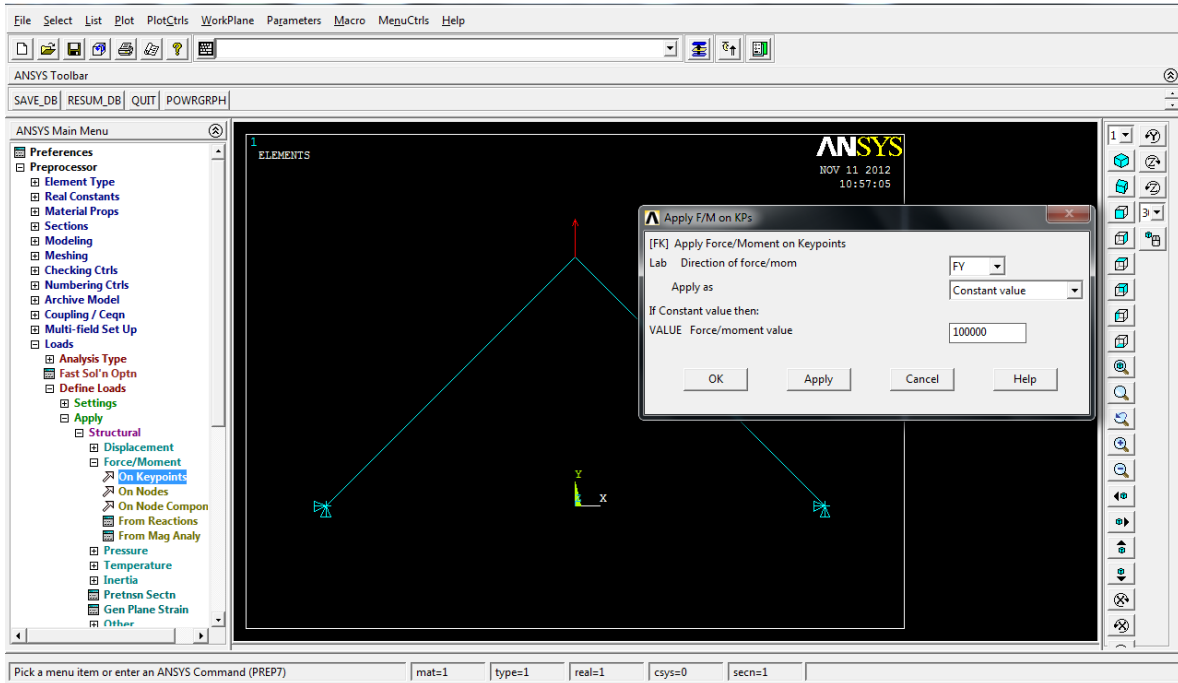 File Select List Plot PlotCtrls WorkPlane Parameters Macro MenuCtrls Help
ANSYS Toolbar
SAVE_DB RESUM_DB QUIT POWRGRPH
ANSYS Main Menu
Preferences
Preprocessor
Element Type
Real Constants
Material Props
Sections
Modeling
Meshing
Checking Ctrls
Numbering Ctrls
Archive Model
Coupling / Ceqn
Multi-field Set Up
Loads
Analysis Type
Fast Sol'n Optn
Define Loads
Settings
Apply
Structural
Displacement
Force/Moment
On Keypoints
On Nodes
On Node Compon
From Reactions
From Mag Analy
Pressure
Temperature
Inertia
Pretnsn Sectn
Gen Plane Strain
Other
1
ELEMENTS
ANSYS
NOV 11 2012
10:57:05
Y
X
Apply F/M on KPs
[FK] Apply Force/Moment on Keypoints
Lab Direction of force/mom FY
Apply as Constant value
If Constant value then:
VALUE Force/moment value 100000
OK Apply Cancel Help
1
Pick a menu item or enter an ANSYS Command (PREP7) mat=1 type=1 real=1 csys=0 secn=1